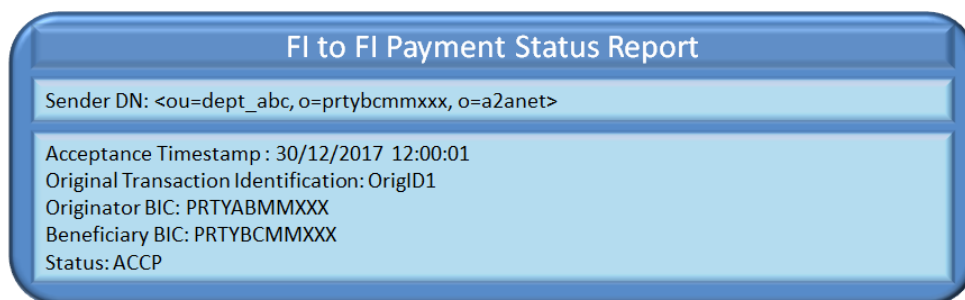 FI to FI Payment Status Report
Sender DN: <ou=dept_abc, o=prtybcmmxxx, o=a2anet>
Acceptance Timestamp : 30/12/2017 12:00:01
Original Transaction Identification: OrigID1
Originator BIC: PRTYABMMXXX
Beneficiary BIC: PRTYBCMMXXX
Status: ACCP